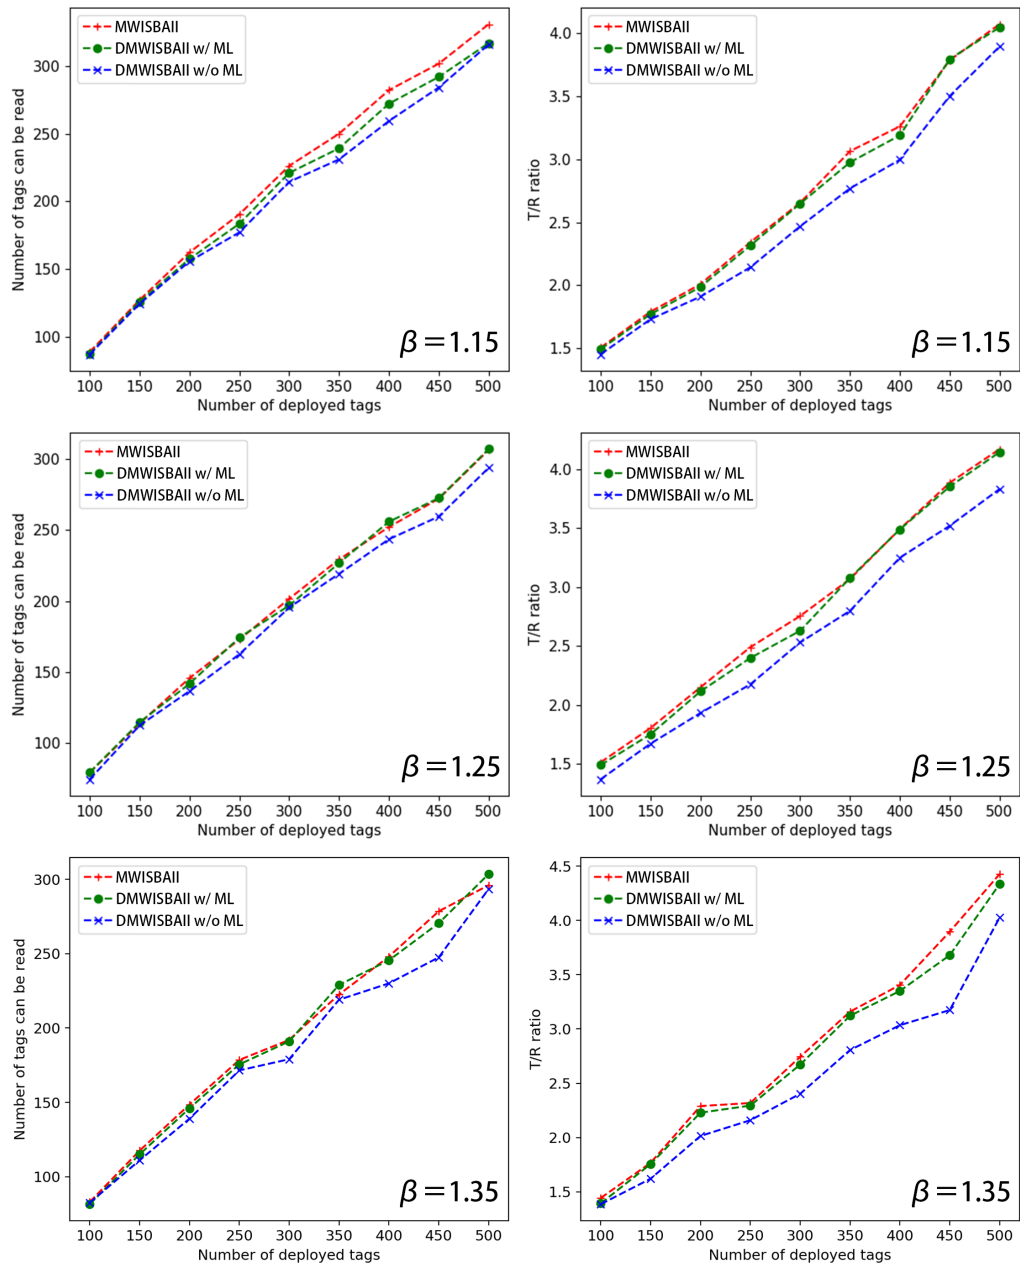 MWISBAII
DMWISBAII w/ ML
DMWISBAII w/o ML
Number of tags can be read
300
250
200
150
100
β＝1.15
100 150 200 250 300 350 400 450 500
Number of deployed tags
MWISBAII
DMWISBAII w/ ML
DMWISBAII w/o ML
T/R ratio
4.0
3.5
3.0
2.5
2.0
1.5
β＝1.15
100 150 200 250 300 350 400 450 500
Number of deployed tags
MWISBAII
DMWISBAII w/ ML
DMWISBAII w/o ML
Number of tags can be read
300
250
200
150
100
β＝1.25
100 150 200 250 300 350 400 450 500
Number of deployed tags
MWISBAII
DMWISBAII w/ ML
DMWISBAII w/o ML
T/R ratio
4.0
3.5
3.0
2.5
2.0
1.5
β＝1.25
100 150 200 250 300 350 400 450 500
Number of deployed tags
MWISBAII
DMWISBAII w/ ML
DMWISBAII w/o ML
Number of tags can be read
300
250
200
150
100
β＝1.35
100 150 200 250 300 350 400 450 500
Number of deployed tags
MWISBAII
DMWISBAII w/ ML
DMWISBAII w/o ML
T/R ratio
4.5
4.0
3.5
3.0
2.5
2.0
1.5
β＝1.35
100 150 200 250 300 350 400 450 500
Number of deployed tags